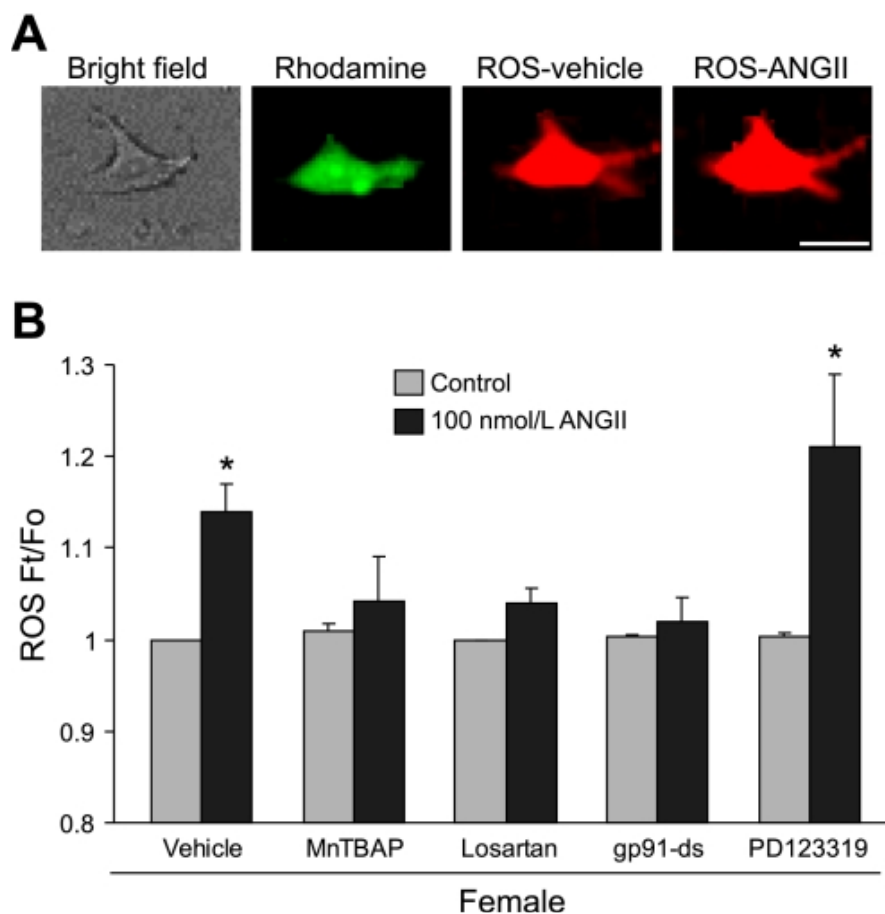 A
Bright field Rhodamine ROS-vehicle ROS-ANGII
B
ROS Ft/Fo
1.3
1.2
1.1
1
0.9
0.8
Control
100 nmol/L ANGII
*
*
Vehicle MnTBAP Losartan gp91-ds PD123319
Female